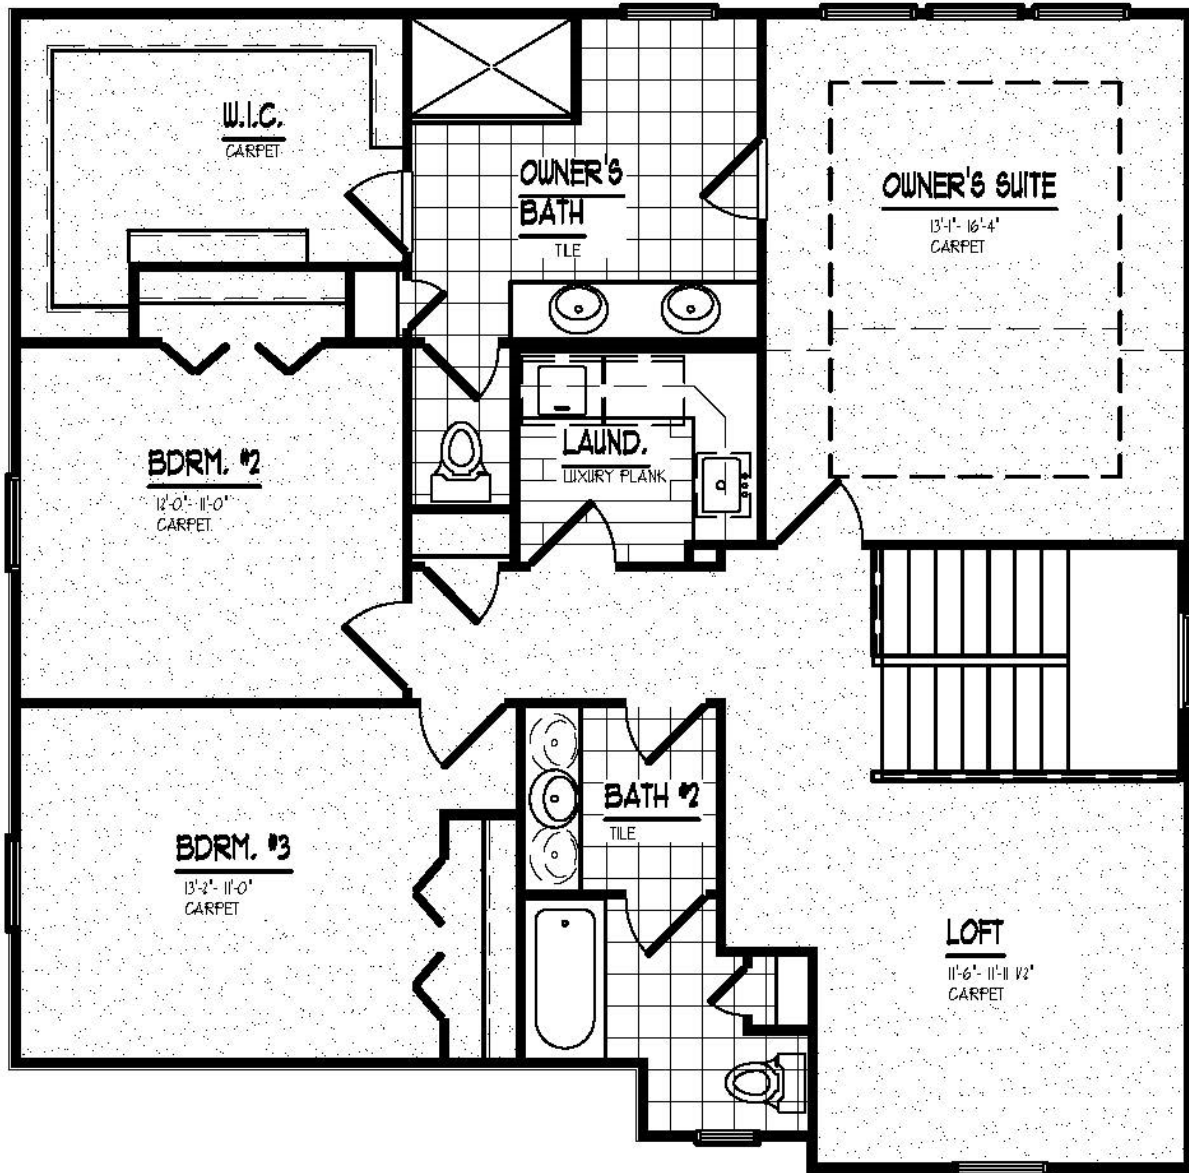 W.I.C.
CARPET
OWNER'S
BATH
TILE
OWNER'S SUITE
13'-1"- 16'-4"
CARPET
BDRM. #2
12'-0"- 11'-0"
CARPET
LAUND.
LUXURY PLANK
BATH #2
TILE
BDRM. #3
13'-2"- 11'-0"
CARPET
LOFT
11'-6"- 11'-11 1/2"
CARPET